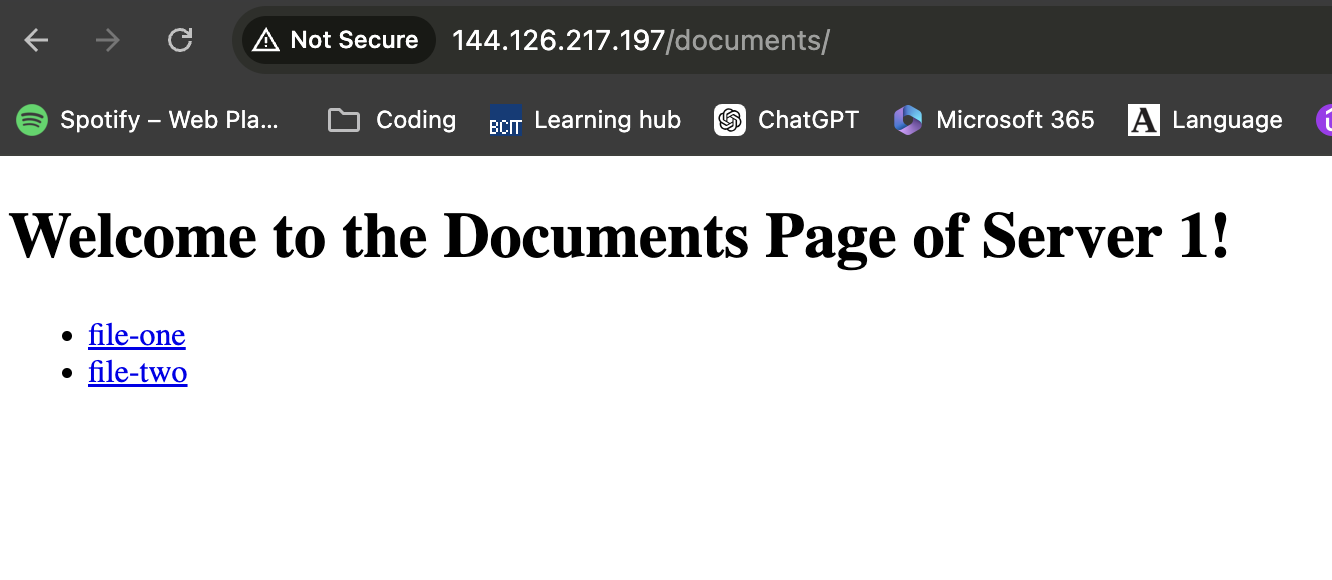 Not Secure 144.126.217.197/documents/
Spotify – Web Pla... Coding BCIT Learning hub ChatGPT Microsoft 365 A Language
Welcome to the Documents Page of Server 1!
• file-one
• file-two